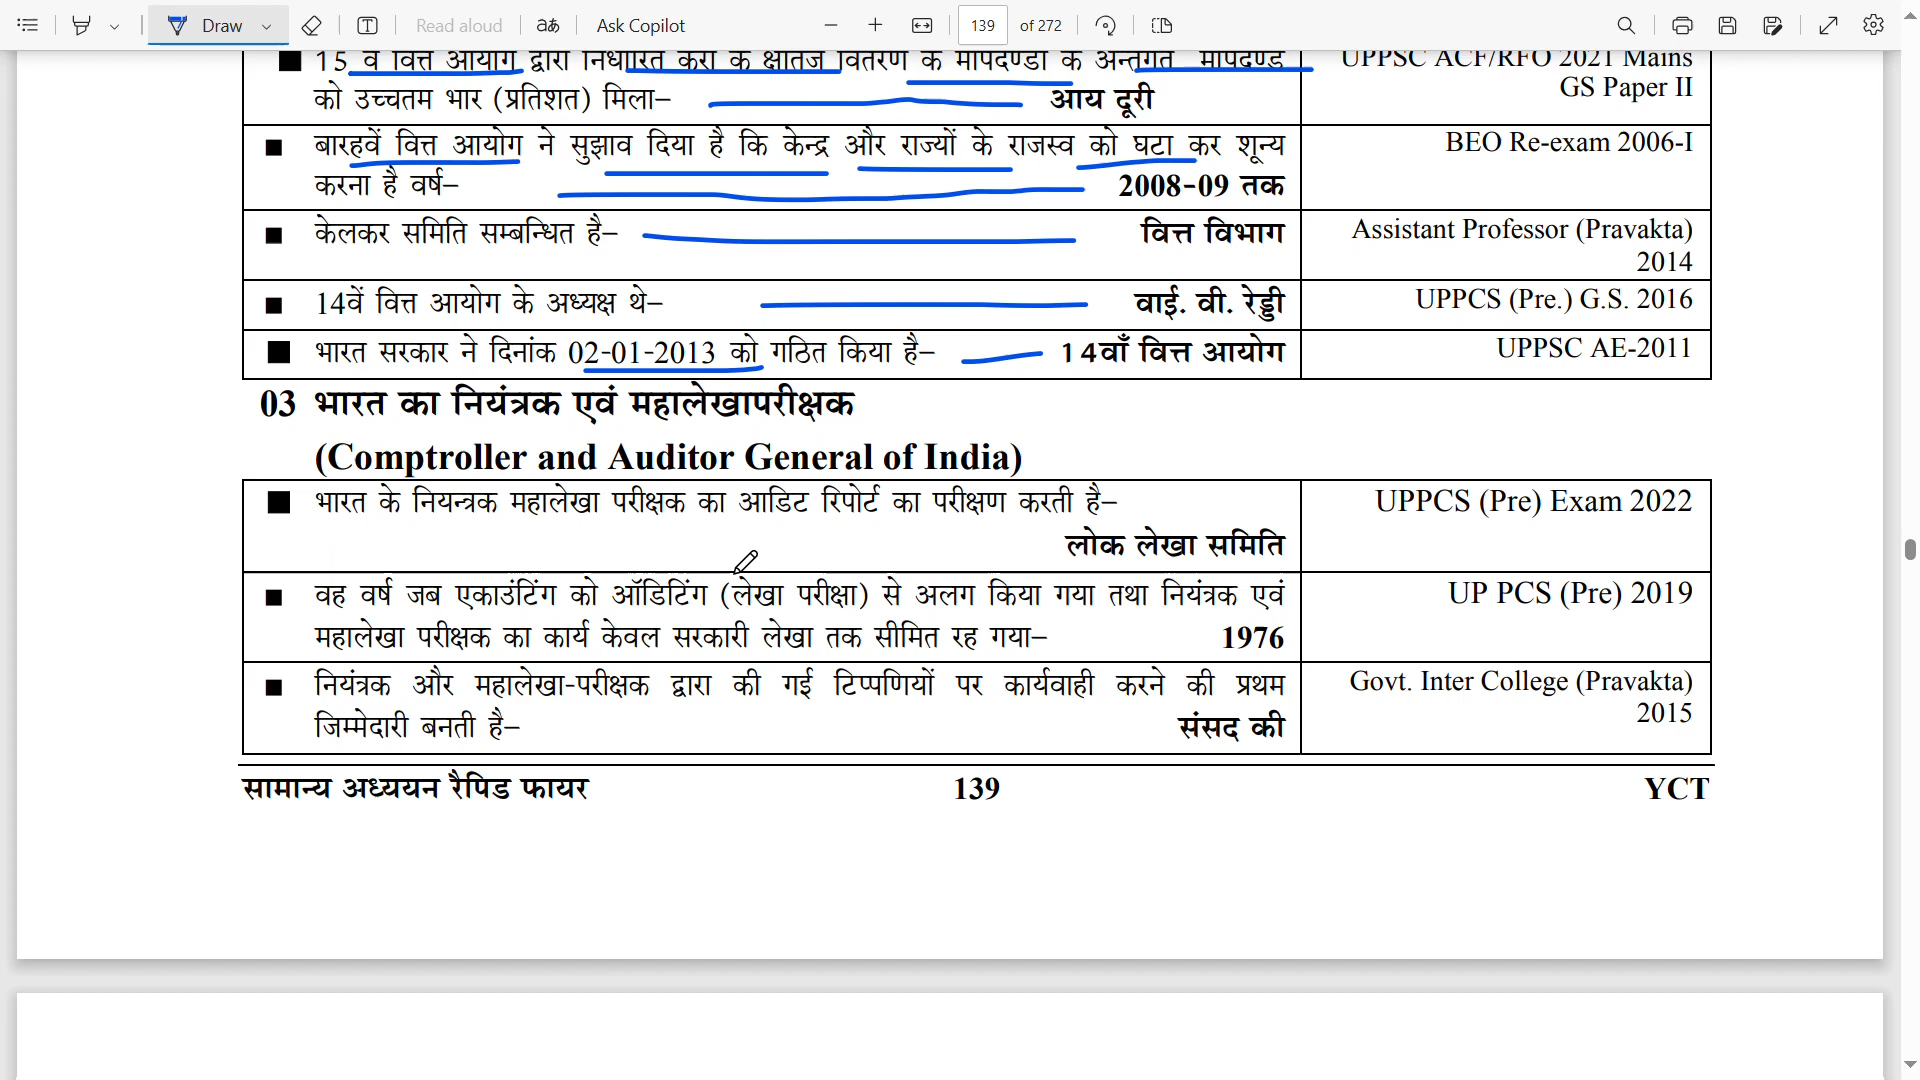 Draw
Read aloud
aあ
Ask Copilot
139 of 272
15 वें वित्त आयोग द्वारा निर्धारित करों के क्षैतिज वितरण के मापदण्डों के अन्तर्गत मापदण्ड
को उच्चतम भार (प्रतिशत) मिला– आय दूरी
UPPSC ACF/RFO 2021 Mains
GS Paper II
बारहवें वित्त आयोग ने सुझाव दिया है कि केन्द्र और राज्यों के राजस्व को घटा कर शून्य
करना है वर्ष– 2008-09 तक
BEO Re-exam 2006-I
केलकर समिति सम्बन्धित है– वित्त विभाग
Assistant Professor (Pravakta)
2014
14वें वित्त आयोग के अध्यक्ष थे– वाई. वी. रेड्डी
UPPCS (Pre.) G.S. 2016
भारत सरकार ने दिनांक 02-01-2013 को गठित किया है– 14वाँ वित्त आयोग
UPPSC AE-2011
03 भारत का नियंत्रक एवं महालेखापरीक्षक
(Comptroller and Auditor General of India)
भारत के नियन्त्रक महालेखा परीक्षक का आडिट रिपोर्ट का परीक्षण करती है–
लोक लेखा समिति
UPPCS (Pre) Exam 2022
वह वर्ष जब एकाउंटिंग को ऑडिटिंग (लेखा परीक्षा) से अलग किया गया तथा नियंत्रक एवं
महालेखा परीक्षक का कार्य केवल सरकारी लेखा तक सीमित रह गया– 1976
UP PCS (Pre) 2019
नियंत्रक और महालेखा-परीक्षक द्वारा की गई टिप्पणियों पर कार्यवाही करने की प्रथम
जिम्मेदारी बनती है– संसद की
Govt. Inter College (Pravakta)
2015
सामान्य अध्ययन रैपिड फायर 139 YCT